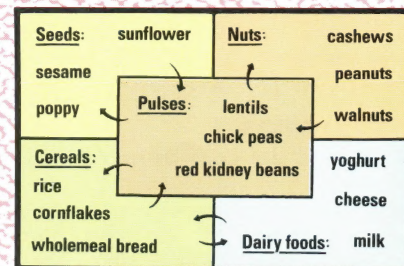 Seeds: sunflower
sesame
poppy
Nuts: cashews
peanuts
walnuts
Pulses: lentils
chick peas
red kidney beans
Cereals:
rice
cornflakes
wholemeal bread
yoghurt
cheese
Dairy foods: milk